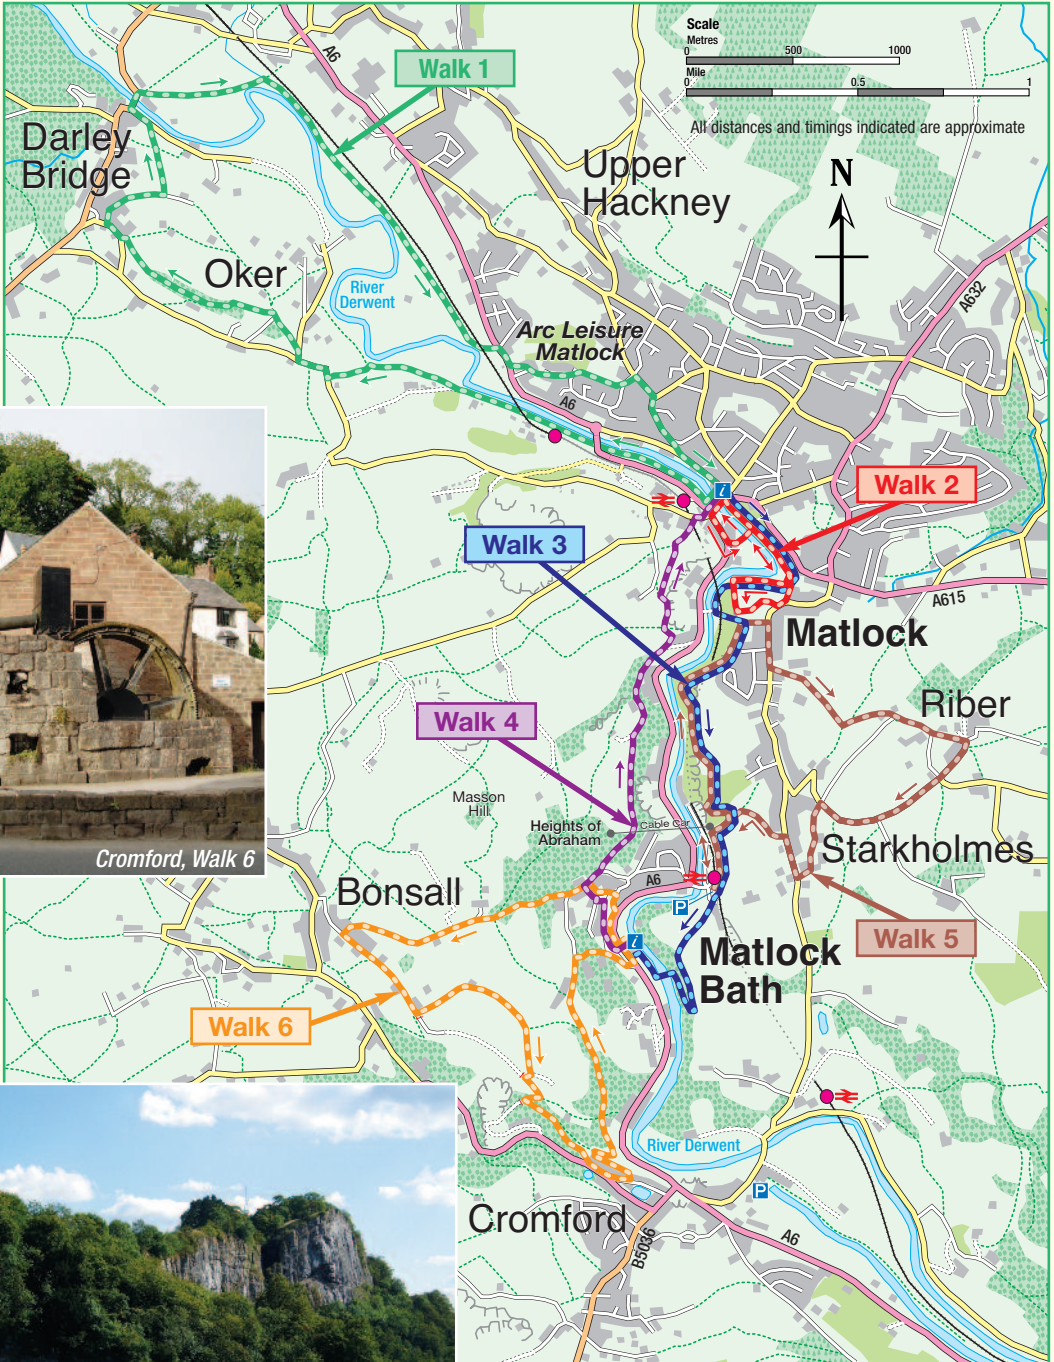 Scale
Metres
0 500 1000
Mile
0 0.5 1
All distances and timings indicated are approximate
N
A6
Walk 1
Darley
Bridge
Upper
Hackney
Oker
River
Derwent
A632
Arc Leisure
Matlock
A6
i
Walk 2
Walk 3
A615
Matlock
Riber
Walk 4
Masson
Hill
Heights of
Abraham
Cable Car
Starkholmes
Cromford, Walk 6
A6
Bonsall
P
Walk 5
i
Matlock
Bath
Walk 6
River Derwent
P
Cromford
B5036
A6